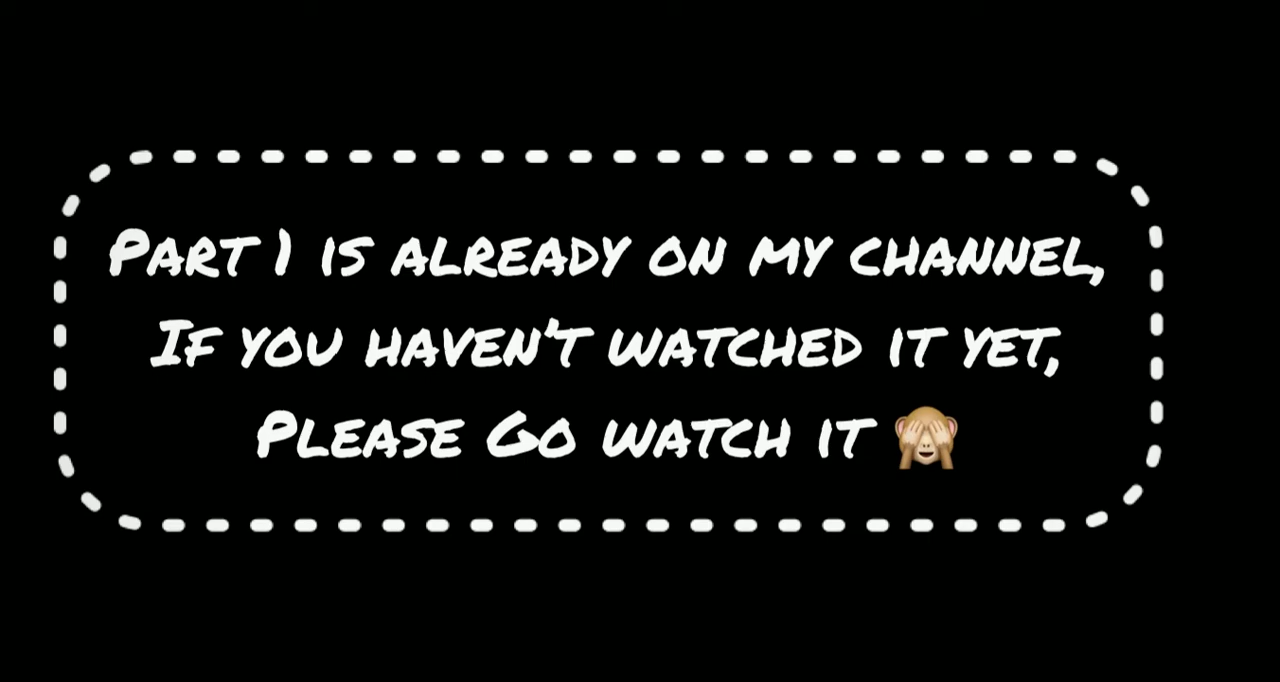 Part 1 is already on my channel,
If you haven't watched it yet,
Please Go watch it 🙈